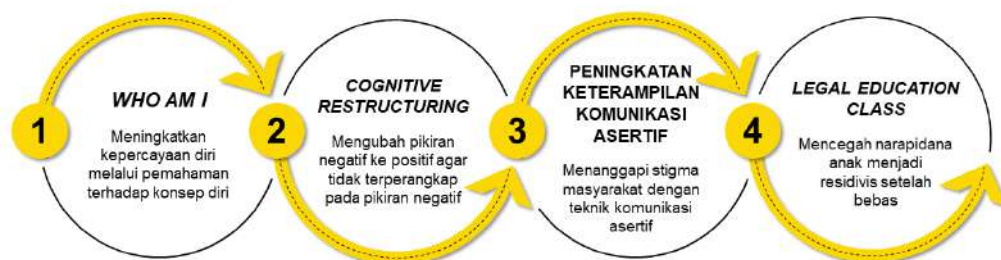 1
WHO AM I
Meningkatkan
kepercayaan diri
melalui pemahaman
terhadap konsep diri
2
COGNITIVE
RESTRUCTURING
Mengubah pikiran
negatif ke positif agar
tidak terperangkap
pada pikiran negatif
3
PENINGKATAN
KETERAMPILAN
KOMUNIKASI
ASERTIF
Menanggapi stigma
masyarakat dengan
teknik komunikasi
asertif
4
LEGAL EDUCATION
CLASS
Mencegah narapidana
anak menjadi
residivis setelah
bebas